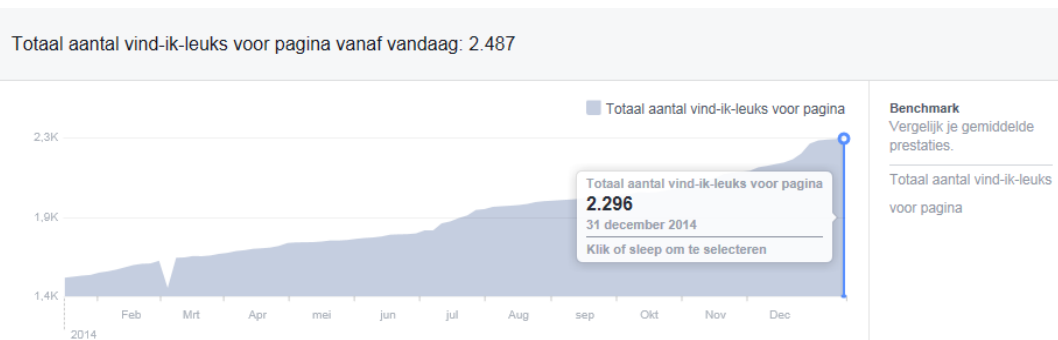 Totaal aantal vind-ik-leuks voor pagina vanaf vandaag: 2.487
Totaal aantal vind-ik-leuks voor pagina
Benchmark
Vergelijk je gemiddelde
prestaties.
Totaal aantal vind-ik-leuks
voor pagina
2,3K
Totaal aantal vind-ik-leuks voor pagina
2.296
31 december 2014
Klik of sleep om te selecteren
1,9K
1,4K
Feb Mrt Apr mei jun jul Aug sep Okt Nov Dec
2014